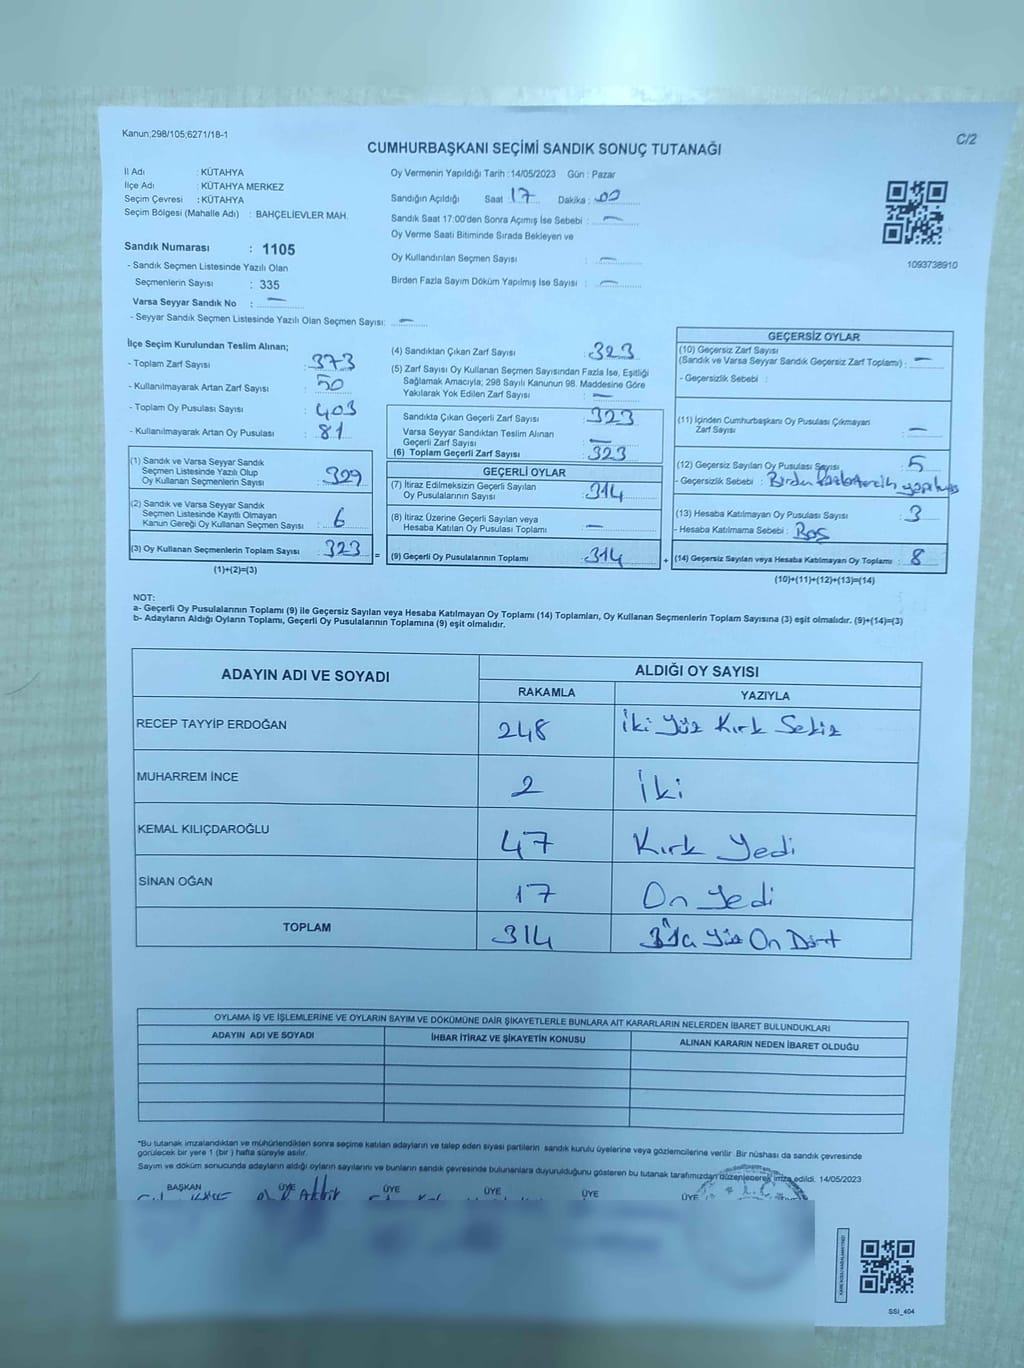 Kanun;298/105;6271/18-1
C/2
CUMHURBAŞKANI SEÇİMİ SANDIK SONUÇ TUTANAĞI
İl Adı : KÜTAHYA
İlçe Adı : KÜTAHYA MERKEZ
Seçim Çevresi : KÜTAHYA
Seçim Bölgesi (Mahalle Adı) : BAHÇELİEVLER MAH.
Sandık Numarası : 1105
- Sandık Seçmen Listesinde Yazılı Olan
Seçmenlerin Sayısı : 335
Varsa Seyyar Sandık No : —
- Seyyar Sandık Seçmen Listesinde Yazılı Olan Seçmen Sayısı: —
Oy Vermenin Yapıldığı Tarih : 14/05/2023 Gün : Pazar
Sandığın Açıldığı Saat : 17 Dakika : 00
Sandık Saat 17:00'den Sonra Açımış İse Sebebi : —
Oy Verme Saati Bitiminde Sırada Bekleyen ve
Oy Kullandırılan Seçmen Sayısı : —
Birden Fazla Sayım Döküm Yapılmış İse Sayısı : —
1093738910
İlçe Seçim Kurulundan Teslim Alınan;
- Toplam Zarf Sayısı : 373
- Kullanılmayarak Artan Zarf Sayısı : 50
- Toplam Oy Pusulası Sayısı : 403
- Kullanılmayarak Artan Oy Pusulası : 81
(1) Sandık ve Varsa Seyyar Sandık
Seçmen Listesinde Yazılı Olup
Oy Kullanan Seçmenlerin Sayısı : 329
(2) Sandık ve Varsa Seyyar Sandık
Seçmen Listesinde Kayıtlı Olmayan
Kanun Gereği Oy Kullanan Seçmen Sayısı : 6
(3) Oy Kullanan Seçmenlerin Toplam Sayısı : 323
(1)+(2)=(3)
(4) Sandıktan Çıkan Zarf Sayısı : 323
(5) Zarf Sayısı Oy Kullanan Seçmen Sayısından Fazla İse, Eşitliği
Sağlamak Amacıyla; 298 Sayılı Kanunun 98. Maddesine Göre
Yakılarak Yok Edilen Zarf Sayısı : —
Sandıkta Çıkan Geçerli Zarf Sayısı : 323
Varsa Seyyar Sandıktan Teslim Alınan
Geçerli Zarf Sayısı : —
(6) Toplam Geçerli Zarf Sayısı : 323
GEÇERLİ OYLAR
(7) İtiraz Edilmeksizin Geçerli Sayılan
Oy Pusulalarının Sayısı : 314
(8) İtiraz Üzerine Geçerli Sayılan veya
Hesaba Katılan Oy Pusulası Toplamı : —
= (9) Geçerli Oy Pusulalarının Toplamı : 314
GEÇERSİZ OYLAR
(10) Geçersiz Zarf Sayısı
(Sandık ve Varsa Seyyar Sandık Geçersiz Zarf Toplamı) : —
- Geçersizlik Sebebi :
(11) İçinden Cumhurbaşkanı Oy Pusulası Çıkmayan
Zarf Sayısı : —
(12) Geçersiz Sayılan Oy Pusulası Sayısı : 5
- Geçersizlik Sebebi : Birden fazla tercih yapılmış
(13) Hesaba Katılmayan Oy Pusulası Sayısı : 3
- Hesaba Katılmama Sebebi : Boş
+ (14) Geçersiz Sayılan veya Hesaba Katılmayan Oy Toplamı : 8
(10)+(11)+(12)+(13)=(14)
NOT:
a- Geçerli Oy Pusulalarının Toplamı (9) ile Geçersiz Sayılan veya Hesaba Katılmayan Oy Toplamı (14) Toplamları, Oy Kullanan Seçmenlerin Toplam Sayısına (3) eşit olmalıdır. (9)+(14)=(3)
b- Adayların Aldığı Oyların Toplamı, Geçerli Oy Pusulalarının Toplamına (9) eşit olmalıdır.
ADAYIN ADI VE SOYADI ALDIĞI OY SAYISI
RAKAMLA YAZIYLA
RECEP TAYYİP ERDOĞAN 248 İki Yüz Kırk Sekiz
MUHARREM İNCE 2 İki
KEMAL KILIÇDAROĞLU 47 Kırk Yedi
SİNAN OĞAN 17 On Yedi
TOPLAM 314 Yüz On Dört
OYLAMA İŞ VE İŞLEMLERİNE VE OYLARIN SAYIM VE DÖKÜMÜNE DAİR ŞİKAYETLERLE BUNLARA AİT KARARLARIN NELERDEN İBARET BULUNDUKLARI
ADAYIN ADI VE SOYADI İHBAR İTİRAZ VE ŞİKAYETİN KONUSU ALINAN KARARIN NEDEN İBARET OLDUĞU
"Bu tutanak imzalandıktan ve mühürlendikten sonra seçime katılan adayların ve talep eden siyasi partilerin sandık kurulu üyelerine veya gözlemcilerine verilir. Bir nüshası da sandık çevresinde
görülecek bir yere 1 (bir ) hafta süreyle asılır.
Sayım ve döküm sonucunda adayların aldığı oyların sayılarını ve bunların sandık çevresinde bulunanlara duyurulduğunu gösteren bu tutanak tarafımızdan düzenlenerek imza edildi. 14/05/2023
BAŞKAN ÜYE ÜYE ÜYE ÜYE ÜYE
SSİ_404